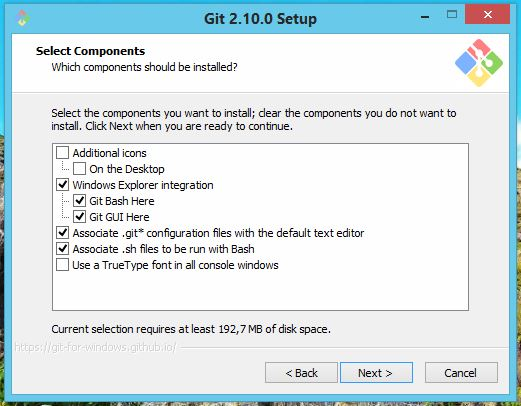 Git 2.10.0 Setup
Select Components
Which components should be installed?
Select the components you want to install; clear the components you do not want to
install. Click Next when you are ready to continue.
Additional icons
On the Desktop
Windows Explorer integration
Git Bash Here
Git GUI Here
Associate .git* configuration files with the default text editor
Associate .sh files to be run with Bash
Use a TrueType font in all console windows
Current selection requires at least 192,7 MB of disk space.
https://git-for-windows.github.io/
< Back
Next >
Cancel